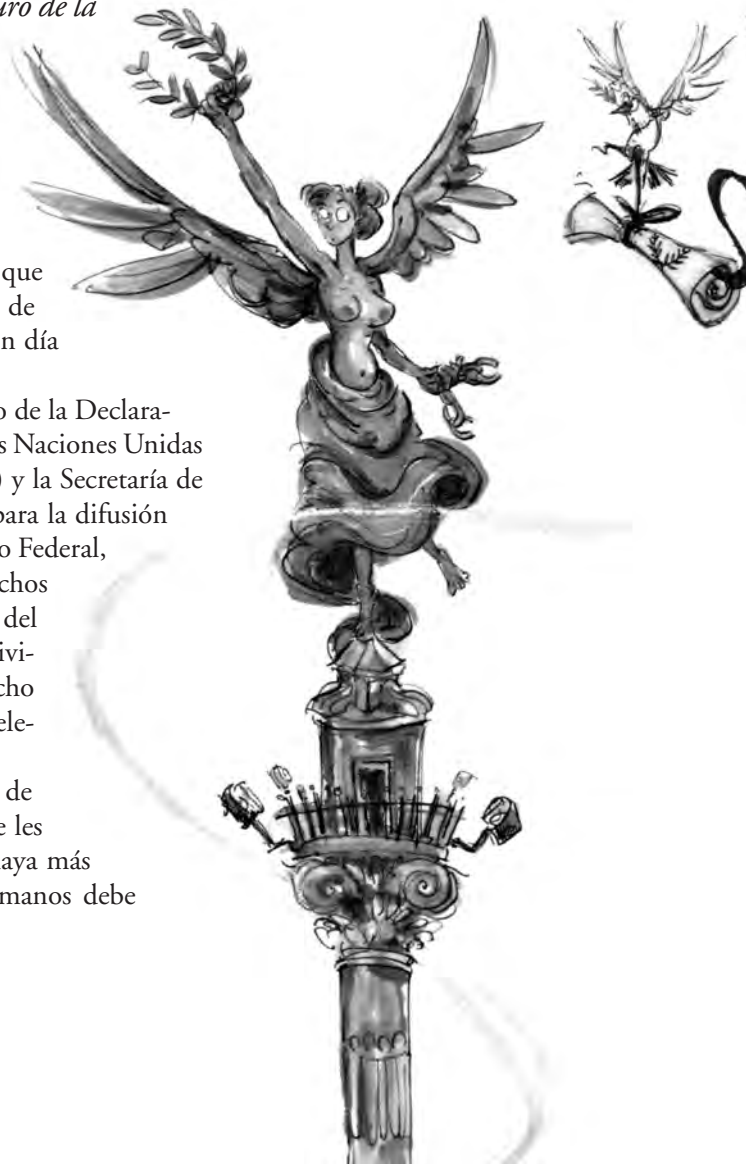 uro de la
que
de
n día
o de la Declara-
s Naciones Unidas
) y la Secretaría de
para la difusión
o Federal,
chos
del
ivi-
cho
ele-
de
e les
aya más
manos debe